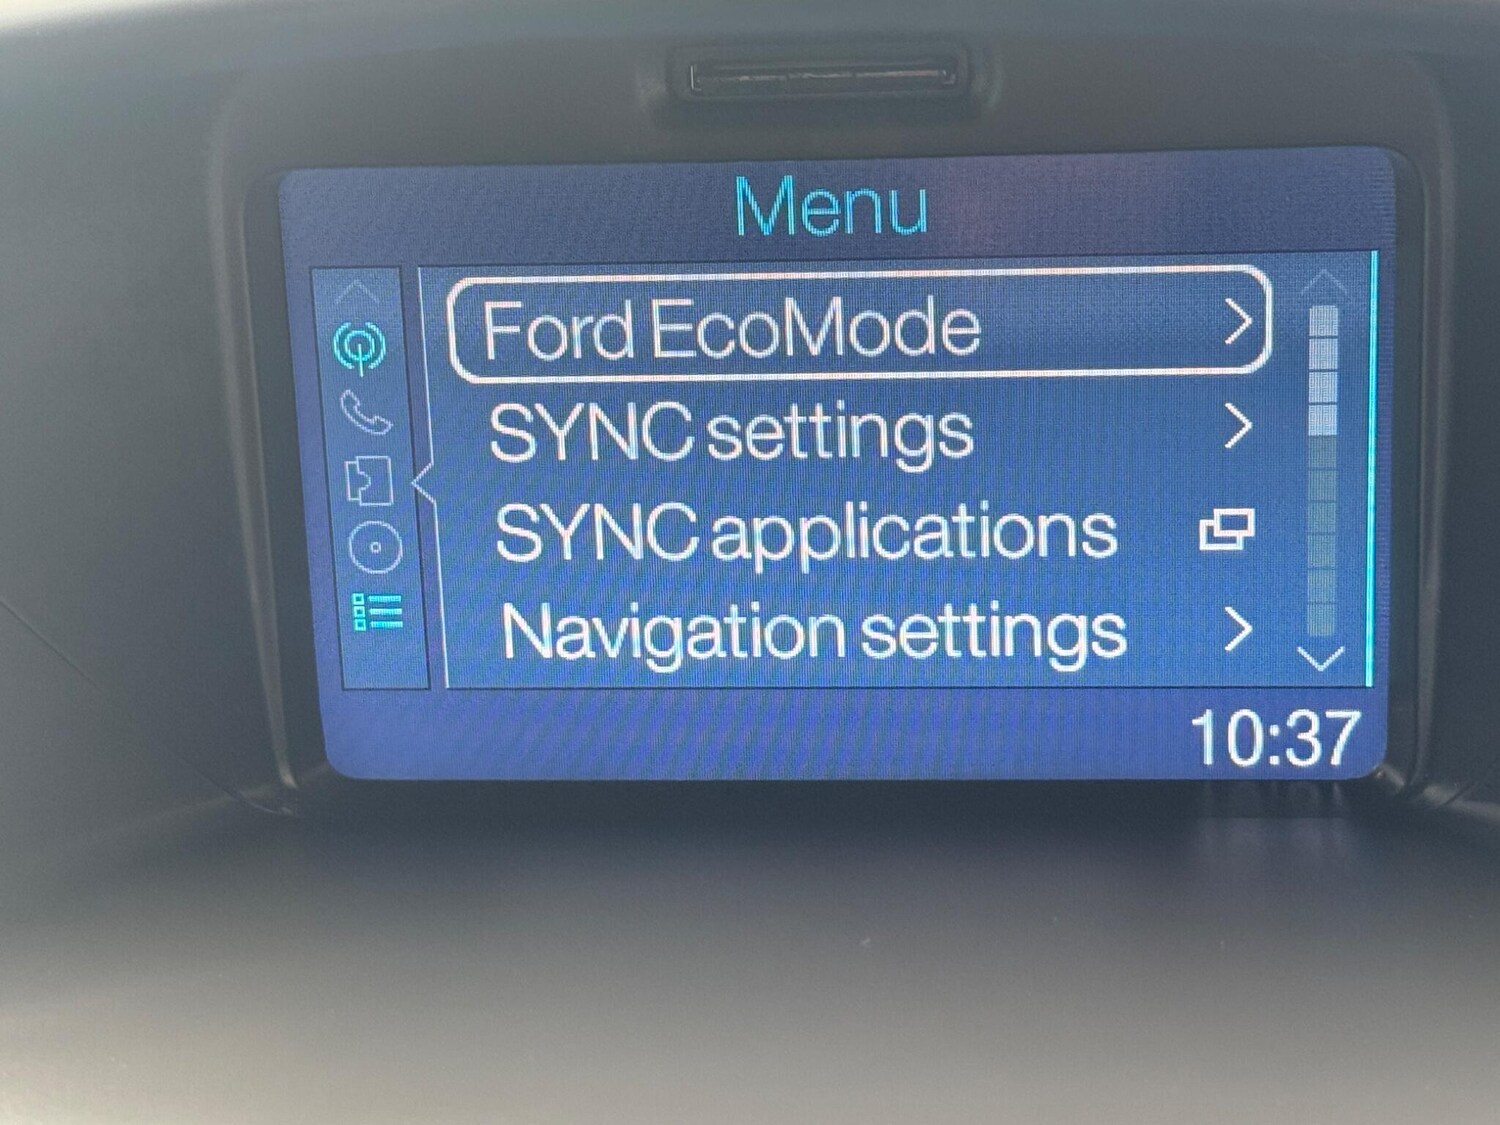 Menu
Ford EcoMode
SYNC settings
SYNC applications
Navigation settings
10:37